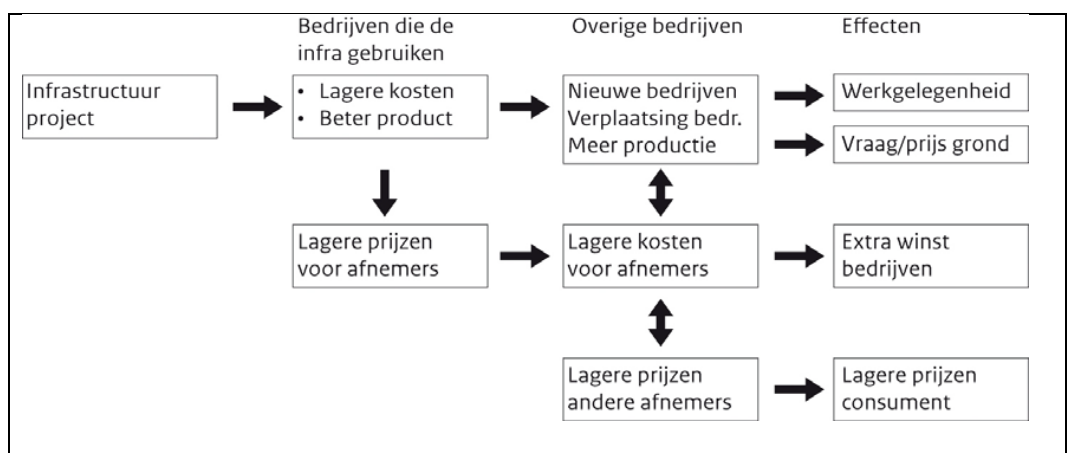 Bedrijven die de
infra gebruiken
Overige bedrijven
Effecten
Infrastructuur
project
• Lagere kosten
• Beter product
Nieuwe bedrijven
Verplaatsing bedr.
Meer productie
Werkgelegenheid
Vraag/prijs grond
Lagere prijzen
voor afnemers
Lagere kosten
voor afnemers
Extra winst
bedrijven
Lagere prijzen
andere afnemers
Lagere prijzen
consument